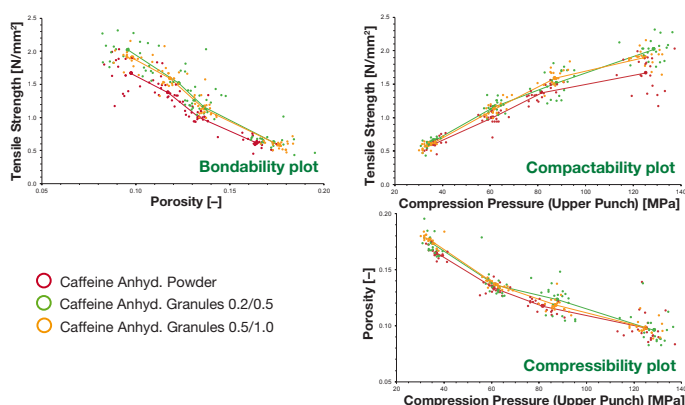 Tensile Strength [N/mm²]
2.5
2.0
1.5
1.0
0.5
0.0
0.05
0.10
0.15
0.20
Bondability plot
Porosity [–]
Tensile Strength [N/mm²]
2.5
2.0
1.5
1.0
0.5
0.0
20
40
60
80
100
120
140
Compactability plot
Compression Pressure (Upper Punch) [MPa]
Caffeine Anhyd. Powder
Caffeine Anhyd. Granules 0.2/0.5
Caffeine Anhyd. Granules 0.5/1.0
Porosity [–]
0.20
0.15
0.10
0.05
20
40
60
80
100
120
140
Compressibility plot
Compression Pressure (Upper Punch) [MPa]